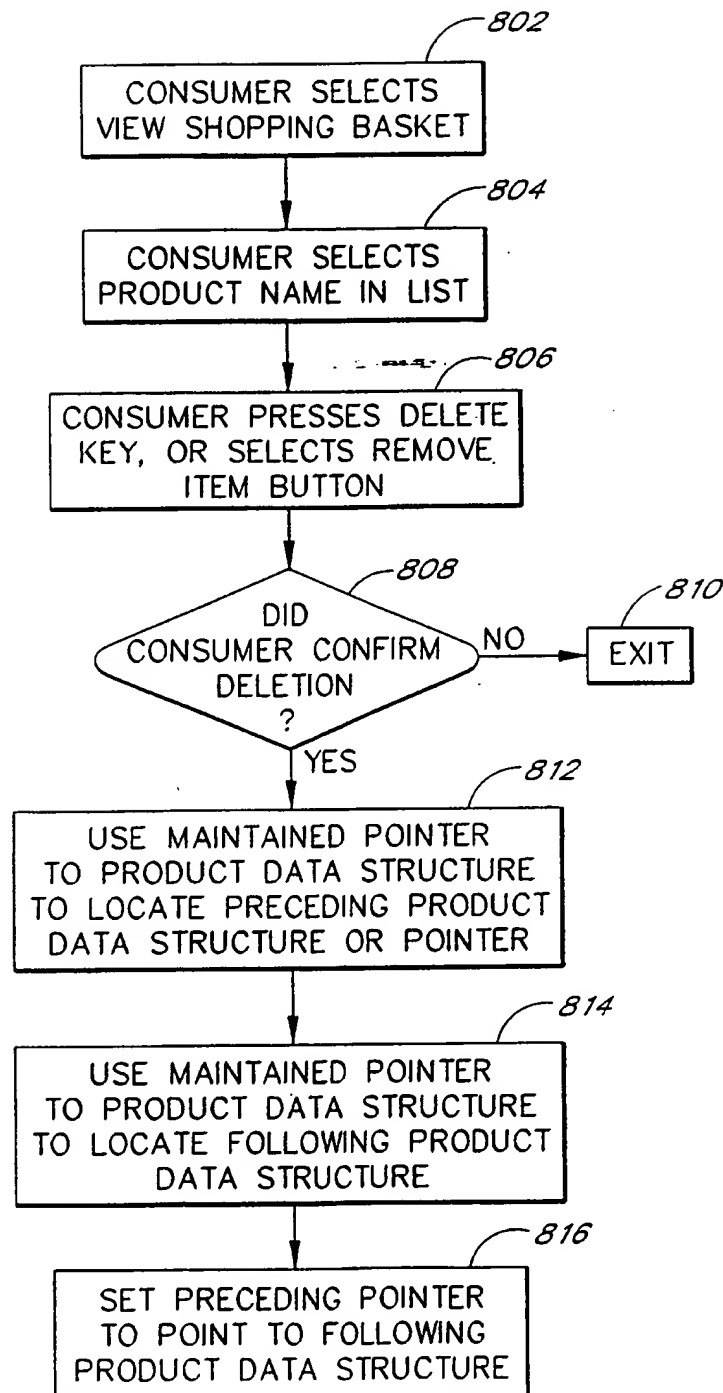 802
CONSUMER SELECTS
VIEW SHOPPING BASKET
804
CONSUMER SELECTS
PRODUCT NAME IN LIST
806
CONSUMER PRESSES DELETE
KEY, OR SELECTS REMOVE
ITEM BUTTON
808
DID
CONSUMER CONFIRM
DELETION
?
NO
810
EXIT
YES
812
USE MAINTAINED POINTER
TO PRODUCT DATA STRUCTURE
TO LOCATE PRECEDING PRODUCT
DATA STRUCTURE OR POINTER
814
USE MAINTAINED POINTER
TO PRODUCT DATA STRUCTURE
TO LOCATE FOLLOWING PRODUCT
DATA STRUCTURE
816
SET PRECEDING POINTER
TO POINT TO FOLLOWING
PRODUCT DATA STRUCTURE